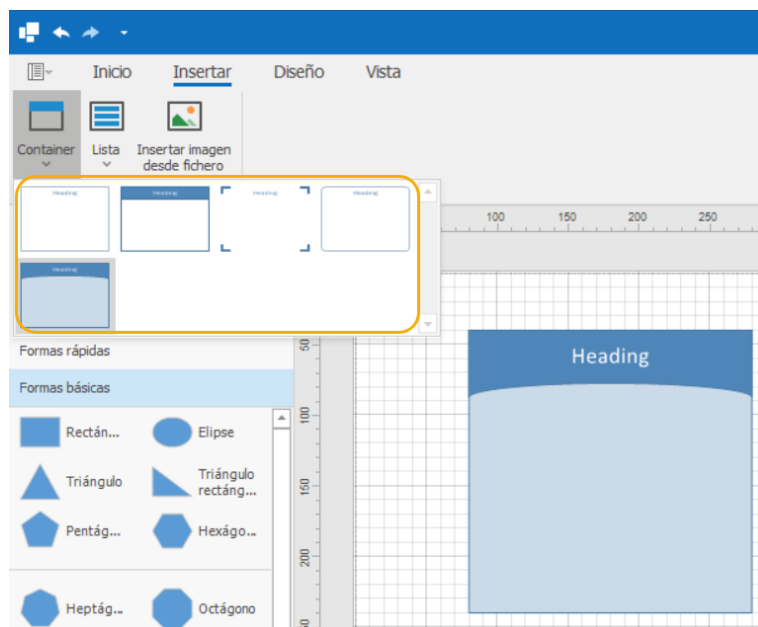 Inicio Insertar Diseño Vista
Container Lista Insertar imagen
desde fichero
Heading Heading Heading Heading
100 150 200 250
Heading
Formas rápidas
50
Heading
Formas básicas
100
Rectán... Elipse
Triángulo Triángulo
rectáng...
150
Pentág... Hexágo...
200
Heptág... Octágono